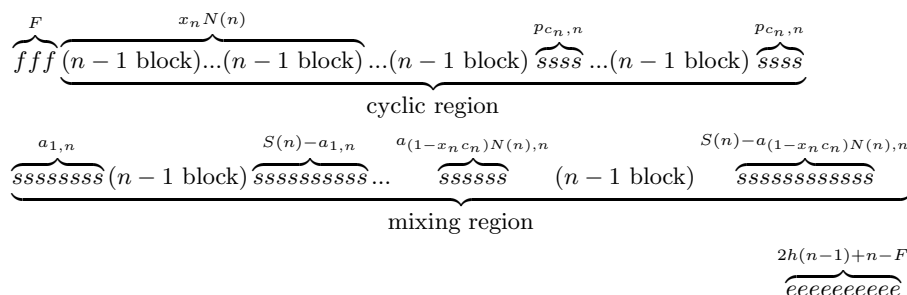 F x_n N(n) p_{c_n,n} p_{c_n,n}
fff (n − 1 block)...(n − 1 block) ...(n − 1 block) ssss ...(n − 1 block) ssss
cyclic region
a_{1,n} S(n)−a_{1,n} a_{(1−x_n c_n)N(n),n} S(n)−a_{(1−x_n c_n)N(n),n}
ssssssss (n − 1 block) ssssssssss ... ssssss (n − 1 block) ssssssssssss
mixing region
2h(n−1)+n−F
eeeeeeeeee